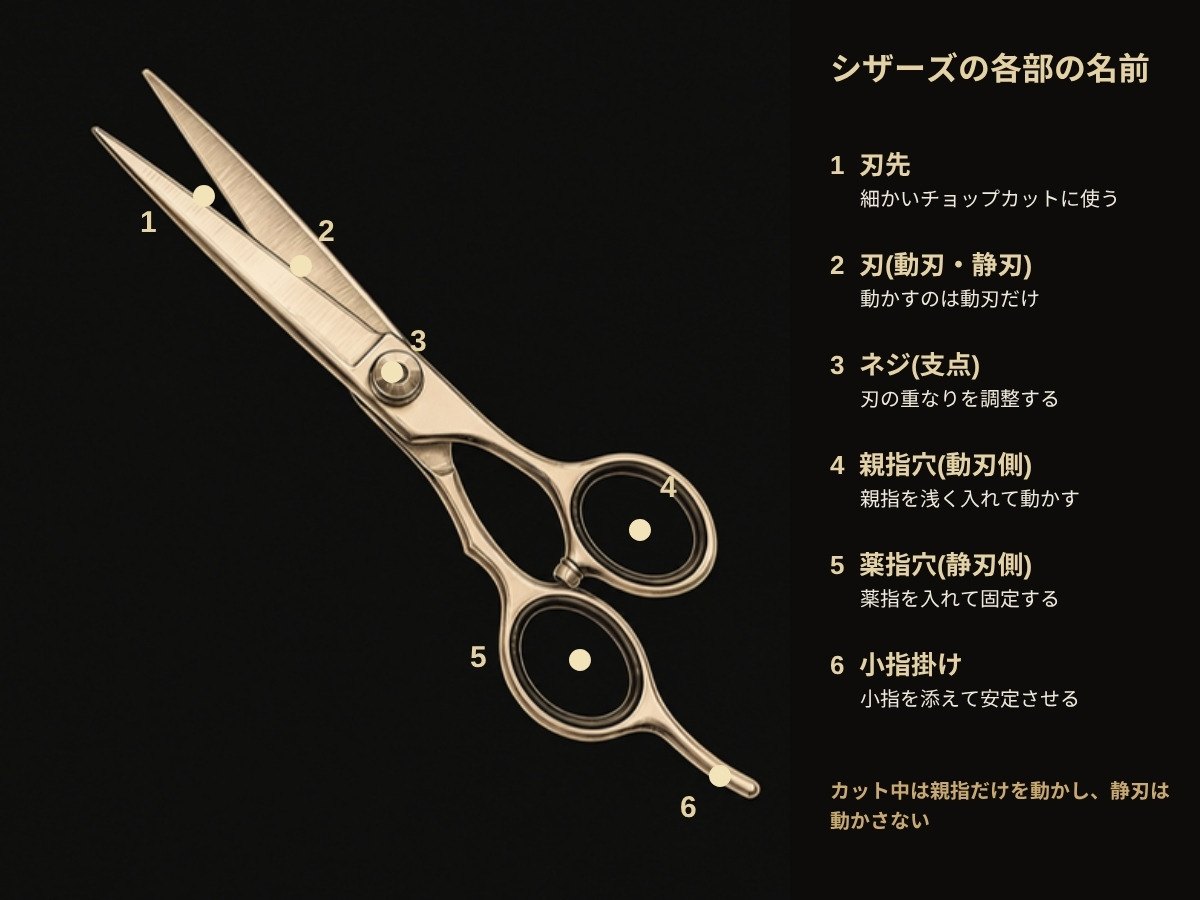 シザーズの各部の名前
1 刃先
細かいチョップカットに使う
2 刃(動刃・静刃)
動かすのは動刃だけ
3 ネジ(支点)
刃の重なりを調整する
4 親指穴(動刃側)
親指を浅く入れて動かす
5 薬指穴(静刃側)
薬指を入れて固定する
6 小指掛け
小指を添えて安定させる
カット中は親指だけを動かし、静刃は
動かさない
1
2
3
4
5
6